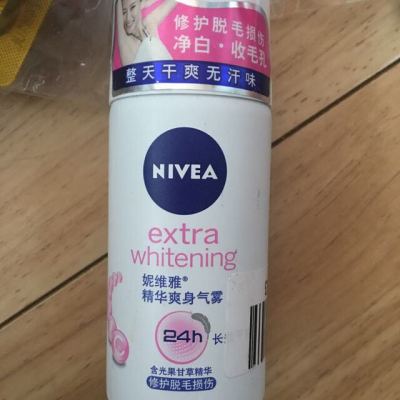 修护脱毛损伤
净白·收毛孔
整天干爽无汗味
NIVEA
extra
whitening
妮维雅®
精华爽身气雾
24h
长
含光果甘草精华
修护脱毛损伤